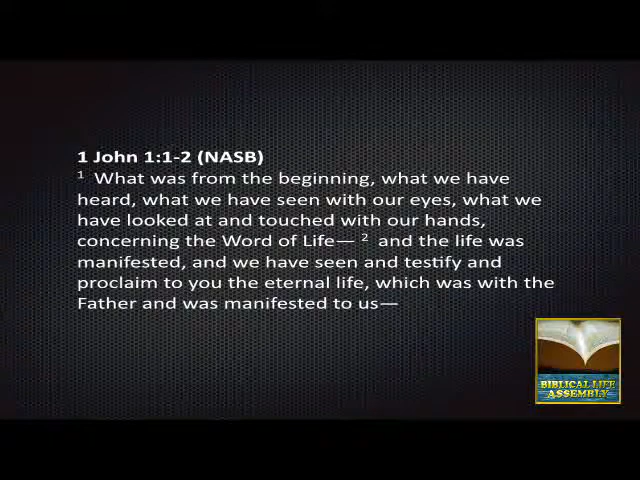 1 John 1:1-2 (NASB)
1 What was from the beginning, what we have
heard, what we have seen with our eyes, what we
have looked at and touched with our hands,
concerning the Word of Life— 2 and the life was
manifested, and we have seen and testify and
proclaim to you the eternal life, which was with the
Father and was manifested to us—
BIBLICAL LIFE
ASSEMBLY